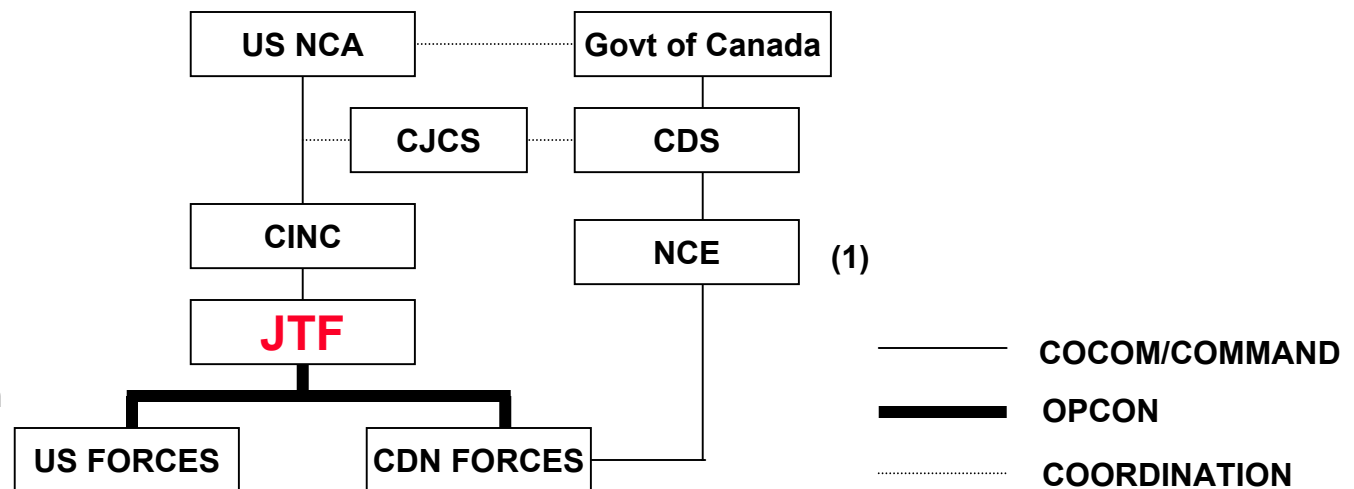 US NCA
Govt of Canada
CJCS
CDS
CINC
NCE
(1)
JTF
COCOM/COMMAND
OPCON
US FORCES
CDN FORCES
COORDINATION